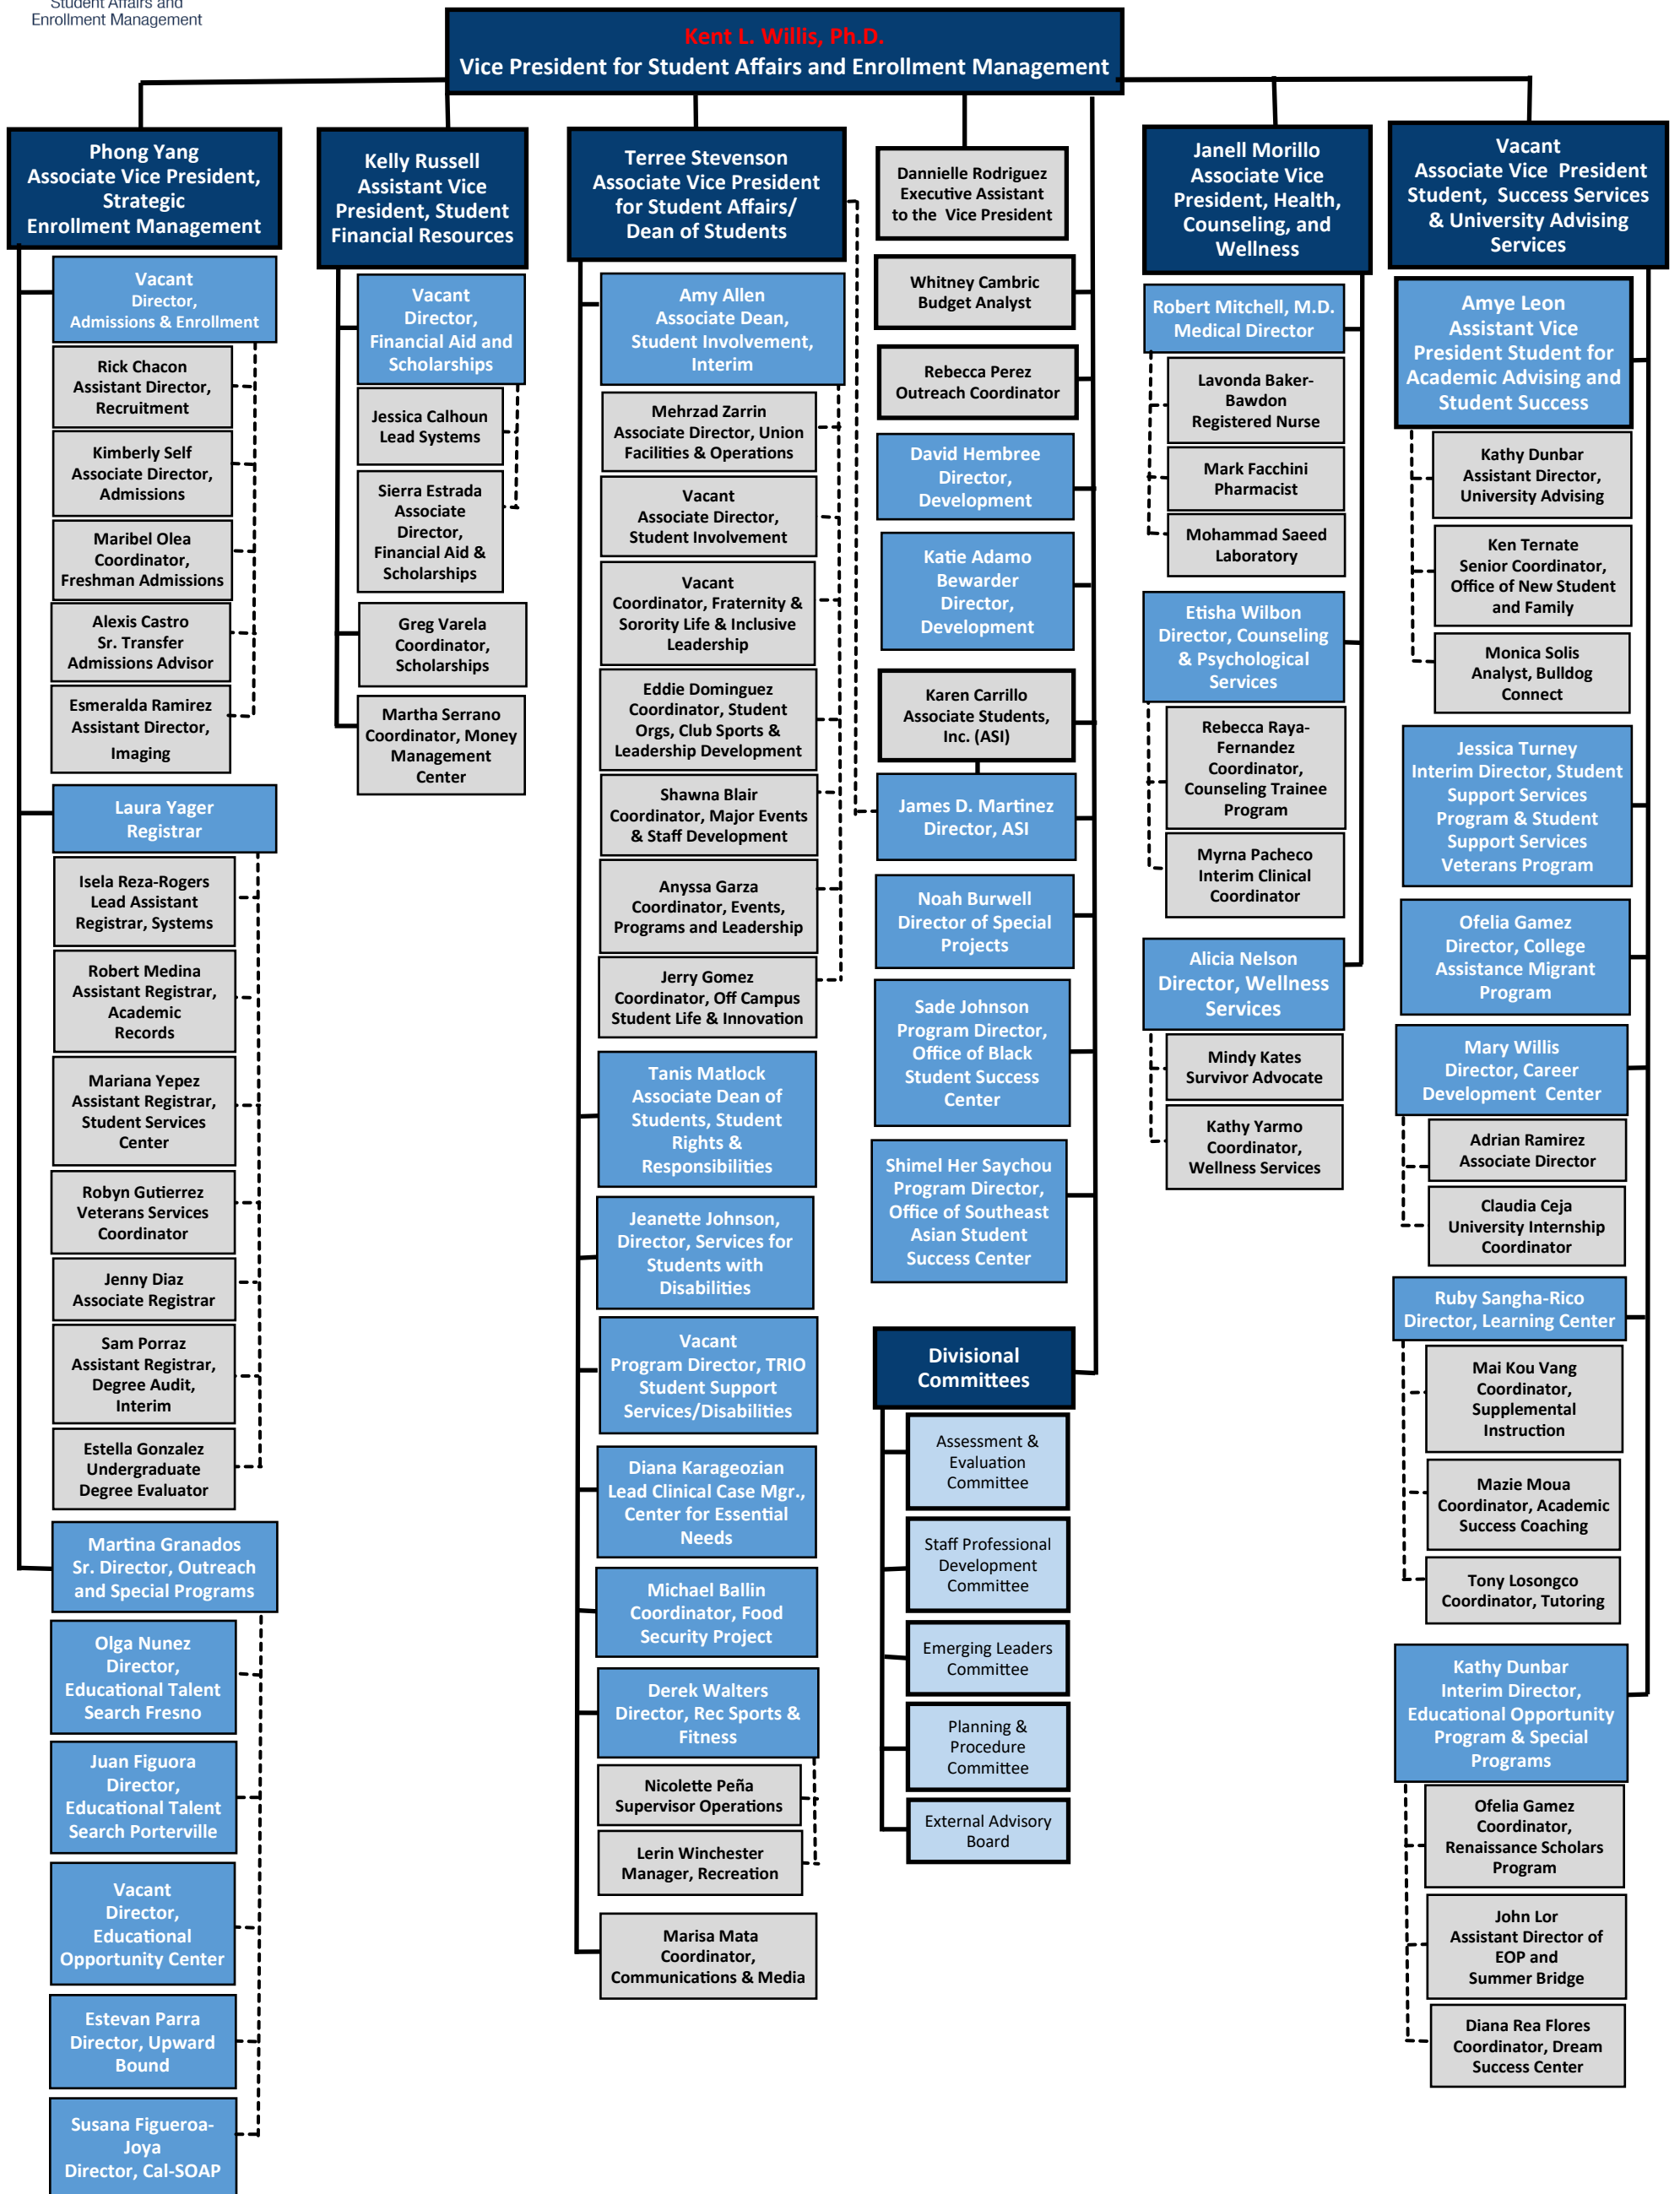 Student Affairs and
Enrollment Management
Kent L. Willis, Ph.D.
Vice President for Student Affairs and Enrollment Management
Phong Yang
Associate Vice President,
Strategic
Enrollment Management
Vacant
Director,
Admissions & Enrollment
Rick Chacon
Assistant Director,
Recruitment
Kimberly Self
Associate Director,
Admissions
Maribel Olea
Coordinator,
Freshman Admissions
Alexis Castro
Sr. Transfer
Admissions Advisor
Esmeralda Ramirez
Assistant Director,
Imaging
Laura Yager
Registrar
Isela Reza-Rogers
Lead Assistant
Registrar, Systems
Robert Medina
Assistant Registrar,
Academic
Records
Mariana Yepez
Assistant Registrar,
Student Services
Center
Robyn Gutierrez
Veterans Services
Coordinator
Jenny Diaz
Associate Registrar
Sam Porraz
Assistant Registrar,
Degree Audit,
Interim
Estella Gonzalez
Undergraduate
Degree Evaluator
Martina Granados
Sr. Director, Outreach
and Special Programs
Olga Nunez
Director,
Educational Talent
Search Fresno
Juan Figuora
Director,
Educational Talent
Search Porterville
Vacant
Director,
Educational
Opportunity Center
Estevan Parra
Director, Upward
Bound
Susana Figueroa-
Joya
Director, Cal-SOAP
Kelly Russell
Assistant Vice
President, Student
Financial Resources
Vacant
Director,
Financial Aid and
Scholarships
Jessica Calhoun
Lead Systems
Sierra Estrada
Associate
Director,
Financial Aid &
Scholarships
Greg Varela
Coordinator,
Scholarships
Martha Serrano
Coordinator, Money
Management
Center
Terree Stevenson
Associate Vice President
for Student Affairs/
Dean of Students
Amy Allen
Associate Dean,
Student Involvement,
Interim
Mehrzad Zarrin
Associate Director, Union
Facilities & Operations
Vacant
Associate Director,
Student Involvement
Vacant
Coordinator, Fraternity &
Sorority Life & Inclusive
Leadership
Eddie Dominguez
Coordinator, Student
Orgs, Club Sports &
Leadership Development
Shawna Blair
Coordinator, Major Events
& Staff Development
Anyssa Garza
Coordinator, Events,
Programs and Leadership
Jerry Gomez
Coordinator, Off Campus
Student Life & Innovation
Tanis Matlock
Associate Dean of
Students, Student
Rights &
Responsibilities
Jeanette Johnson,
Director, Services for
Students with
Disabilities
Vacant
Program Director, TRIO
Student Support
Services/Disabilities
Diana Karageozian
Lead Clinical Case Mgr.,
Center for Essential
Needs
Michael Ballin
Coordinator, Food
Security Project
Derek Walters
Director, Rec Sports &
Fitness
Nicolette Peña
Supervisor Operations
Lerin Winchester
Manager, Recreation
Marisa Mata
Coordinator,
Communications & Media
Dannielle Rodriguez
Executive Assistant
to the Vice President
Whitney Cambric
Budget Analyst
Rebecca Perez
Outreach Coordinator
David Hembree
Director,
Development
Katie Adamo
Bewarder
Director,
Development
Karen Carrillo
Associate Students,
Inc. (ASI)
James D. Martinez
Director, ASI
Noah Burwell
Director of Special
Projects
Sade Johnson
Program Director,
Office of Black
Student Success
Center
Shimel Her Saychou
Program Director,
Office of Southeast
Asian Student
Success Center
Divisional
Committees
Assessment &
Evaluation
Committee
Staff Professional
Development
Committee
Emerging Leaders
Committee
Planning &
Procedure
Committee
External Advisory
Board
Janell Morillo
Associate Vice
President, Health,
Counseling, and
Wellness
Robert Mitchell, M.D.
Medical Director
Lavonda Baker-
Bawdon
Registered Nurse
Mark Facchini
Pharmacist
Mohammad Saeed
Laboratory
Etisha Wilbon
Director, Counseling
& Psychological
Services
Rebecca Raya-
Fernandez
Coordinator,
Counseling Trainee
Program
Myrna Pacheco
Interim Clinical
Coordinator
Alicia Nelson
Director, Wellness
Services
Mindy Kates
Survivor Advocate
Kathy Yarmo
Coordinator,
Wellness Services
Vacant
Associate Vice President
Student, Success Services
& University Advising
Services
Amye Leon
Assistant Vice
President Student for
Academic Advising and
Student Success
Kathy Dunbar
Assistant Director,
University Advising
Ken Ternate
Senior Coordinator,
Office of New Student
and Family
Monica Solis
Analyst, Bulldog
Connect
Jessica Turney
Interim Director, Student
Support Services
Program & Student
Support Services
Veterans Program
Ofelia Gamez
Director, College
Assistance Migrant
Program
Mary Willis
Director, Career
Development Center
Adrian Ramirez
Associate Director
Claudia Ceja
University Internship
Coordinator
Ruby Sangha-Rico
Director, Learning Center
Mai Kou Vang
Coordinator,
Supplemental
Instruction
Mazie Moua
Coordinator, Academic
Success Coaching
Tony Losongco
Coordinator, Tutoring
Kathy Dunbar
Interim Director,
Educational Opportunity
Program & Special
Programs
Ofelia Gamez
Coordinator,
Renaissance Scholars
Program
John Lor
Assistant Director of
EOP and
Summer Bridge
Diana Rea Flores
Coordinator, Dream
Success Center